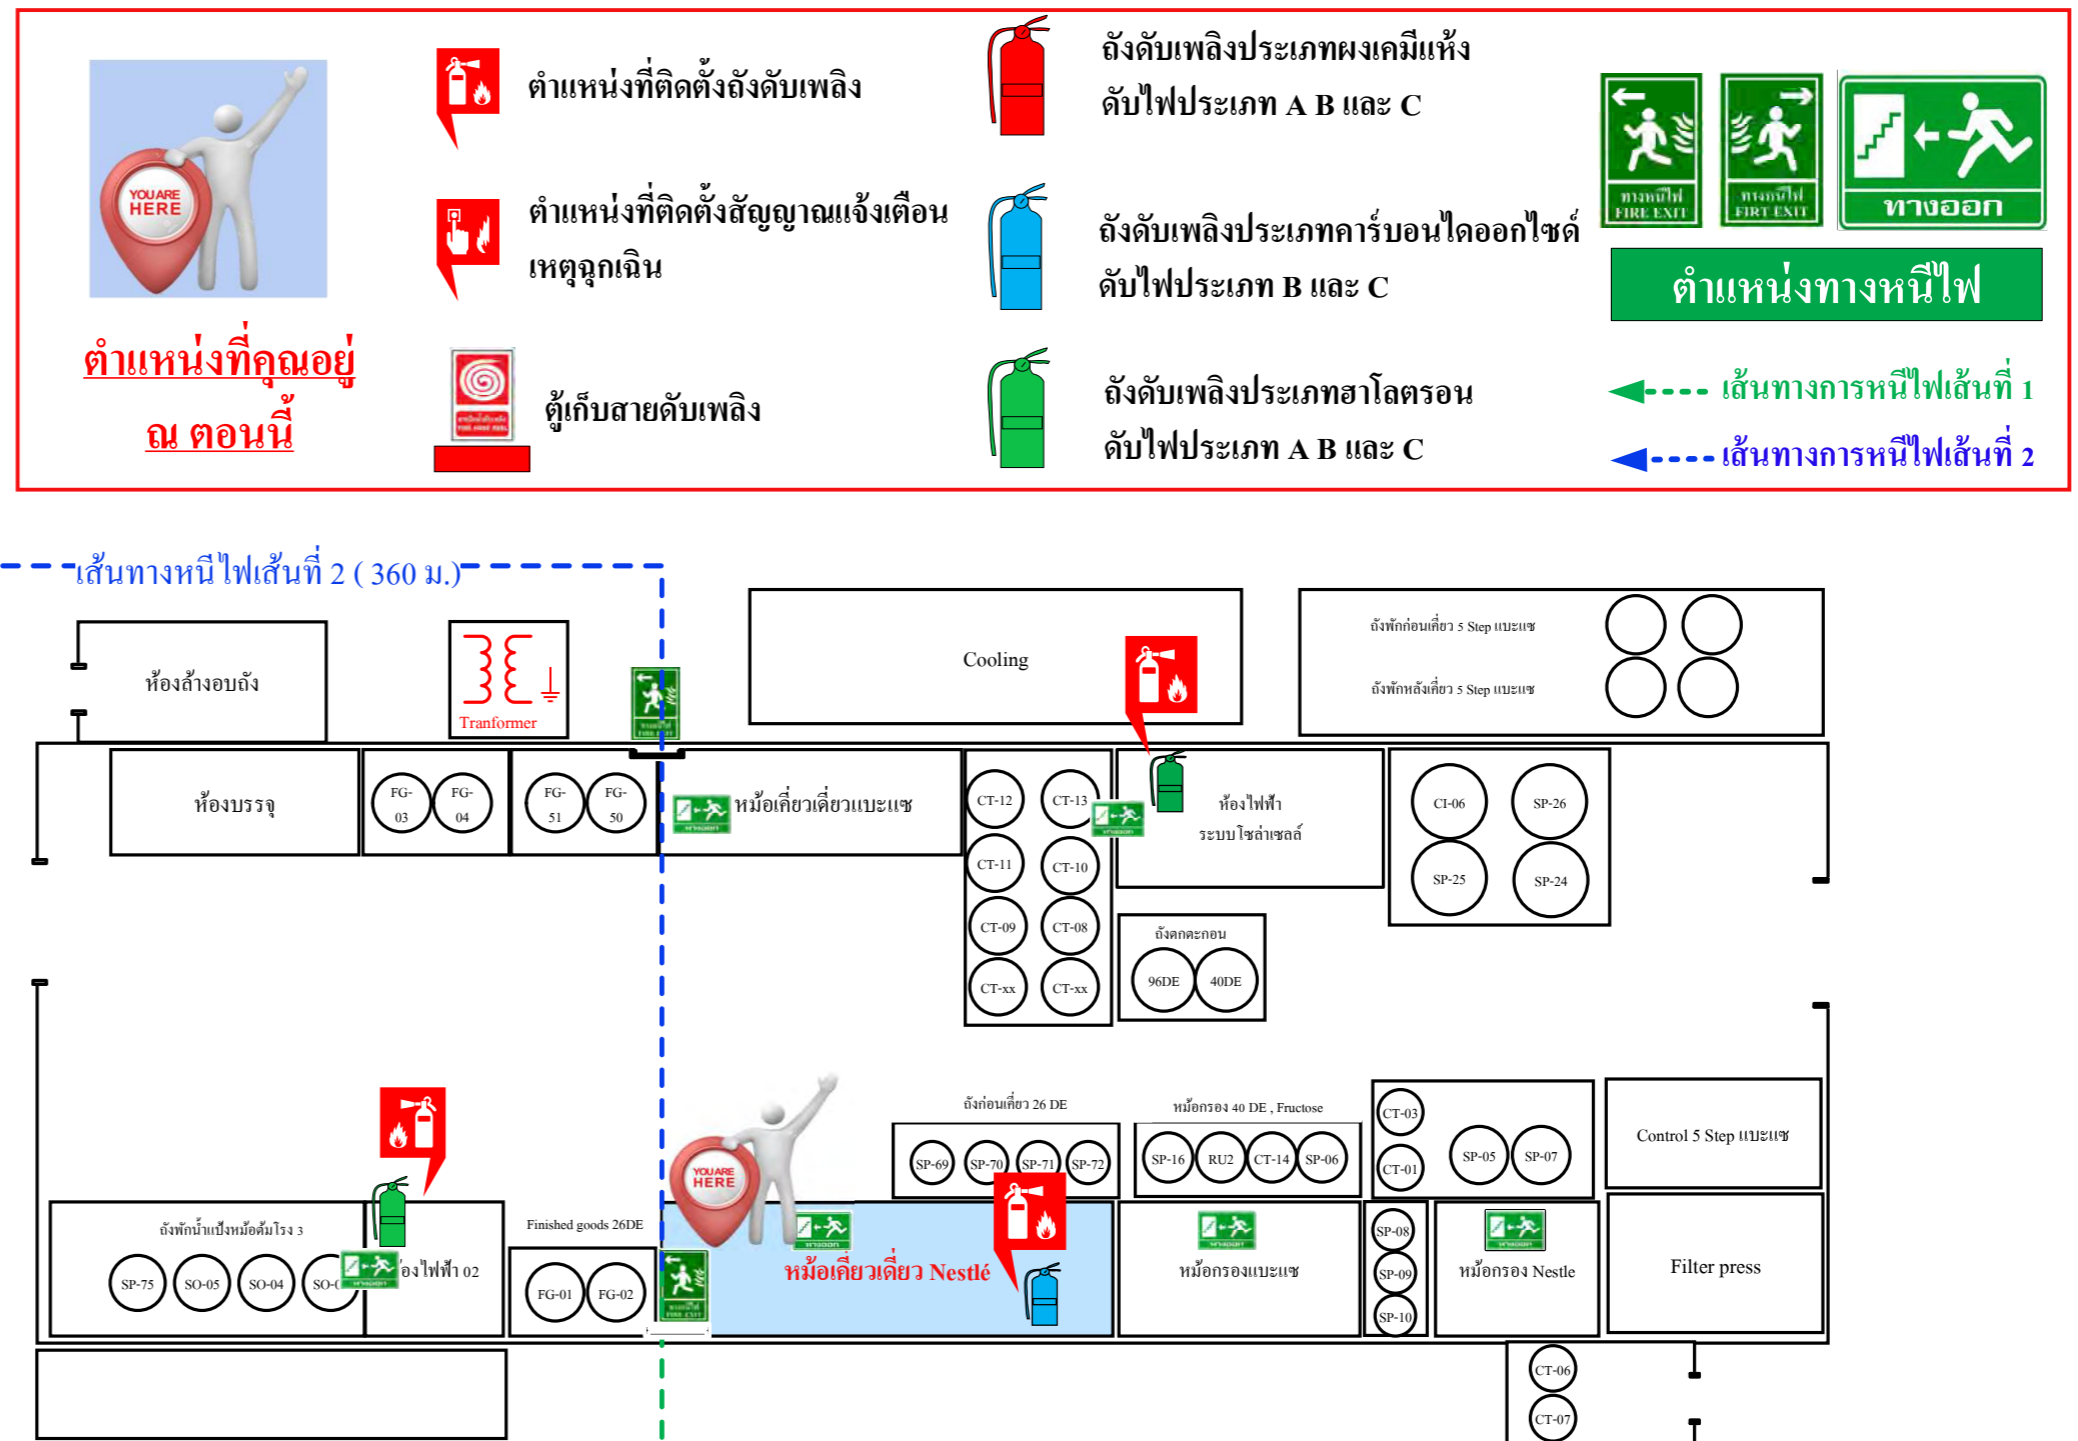 YOU ARE
HERE
ตำแหน่งที่คุณอยู่
ณ ตอนนี้
ตำแหน่งที่ติดตั้งถังดับเพลิง
ตำแหน่งที่ติดตั้งสัญญาณแจ้งเตือน
เหตุฉุกเฉิน
ตู้เก็บสายดับเพลิง
ถังดับเพลิงประเภทผงเคมีแห้ง
ดับไฟประเภท A B และ C
ถังดับเพลิงประเภทคาร์บอนไดออกไซด์
ดับไฟประเภท B และ C
ถังดับเพลิงประเภทฮาโลตรอน
ดับไฟประเภท A B และ C
ทางหนีไฟ
FIRE EXIT
ทางหนีไฟ
FIRT EXIT
ทางออก
ตำแหน่งทางหนีไฟ
เส้นทางการหนีไฟเส้นที่ 1
เส้นทางการหนีไฟเส้นที่ 2
เส้นทางหนีไฟเส้นที่ 2 ( 360 ม.)
ห้องล้างอบถัง
Tranformer
Cooling
ถังพักก่อนเคี่ยว 5 Step แบะแซ
ถังพักหลังเคี่ยว 5 Step แบะแซ
ห้องบรรจุ
FG-03
FG-04
FG-51
FG-50
หม้อเคี่ยวเดี่ยวแบะแซ
CT-12
CT-13
CT-11
CT-10
CT-09
CT-08
CT-xx
CT-xx
ห้องไฟฟ้า
ระบบโซล่าเซลล์
CI-06
SP-26
SP-25
SP-24
ถังตกตะกอน
96DE
40DE
YOU ARE
HERE
ถังก่อนเคี่ยว 26 DE
SP-69
SP-70
SP-71
SP-72
หม้อกรอง 40 DE , Fructose
SP-16
RU2
CT-14
SP-06
CT-03
CT-01
SP-05
SP-07
Control 5 Step แบะแซ
ถังพักน้ำแป้งหม้อต้มโรง 3
SP-75
SO-05
SO-04
องไฟฟ้า 02
Finished goods 26DE
FG-01
FG-02
หม้อเคี่ยวเดี่ยว Nestlé
หม้อกรองแบะแซ
SP-08
SP-09
SP-10
หม้อกรอง Nestle
Filter press
CT-06
CT-07